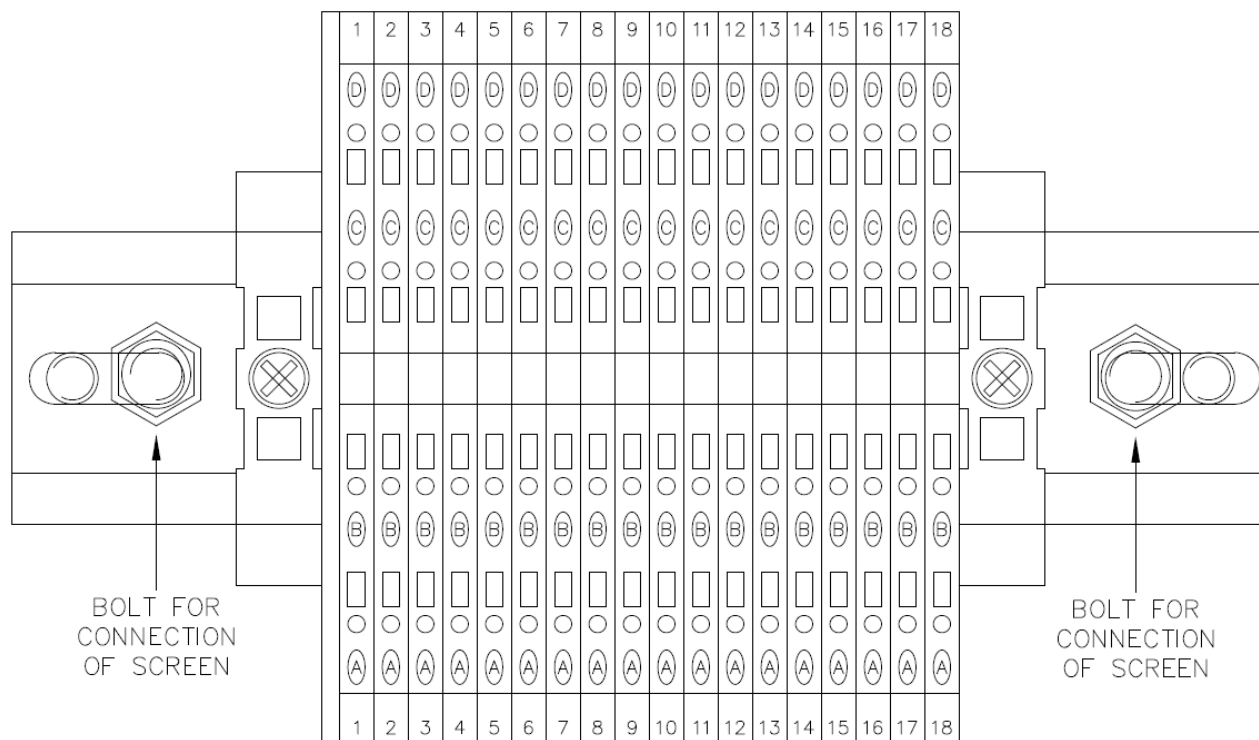 1 2 3 4 5 6 7 8 9 10 11 12 13 14 15 16 17 18
D D D D D D D D D D D D D D D D D D
C C C C C C C C C C C C C C C C C C
B B B B B B B B B B B B B B B B B B
A A A A A A A A A A A A A A A A A A
1 2 3 4 5 6 7 8 9 10 11 12 13 14 15 16 17 18
BOLT FOR
CONNECTION
OF SCREEN
BOLT FOR
CONNECTION
OF SCREEN